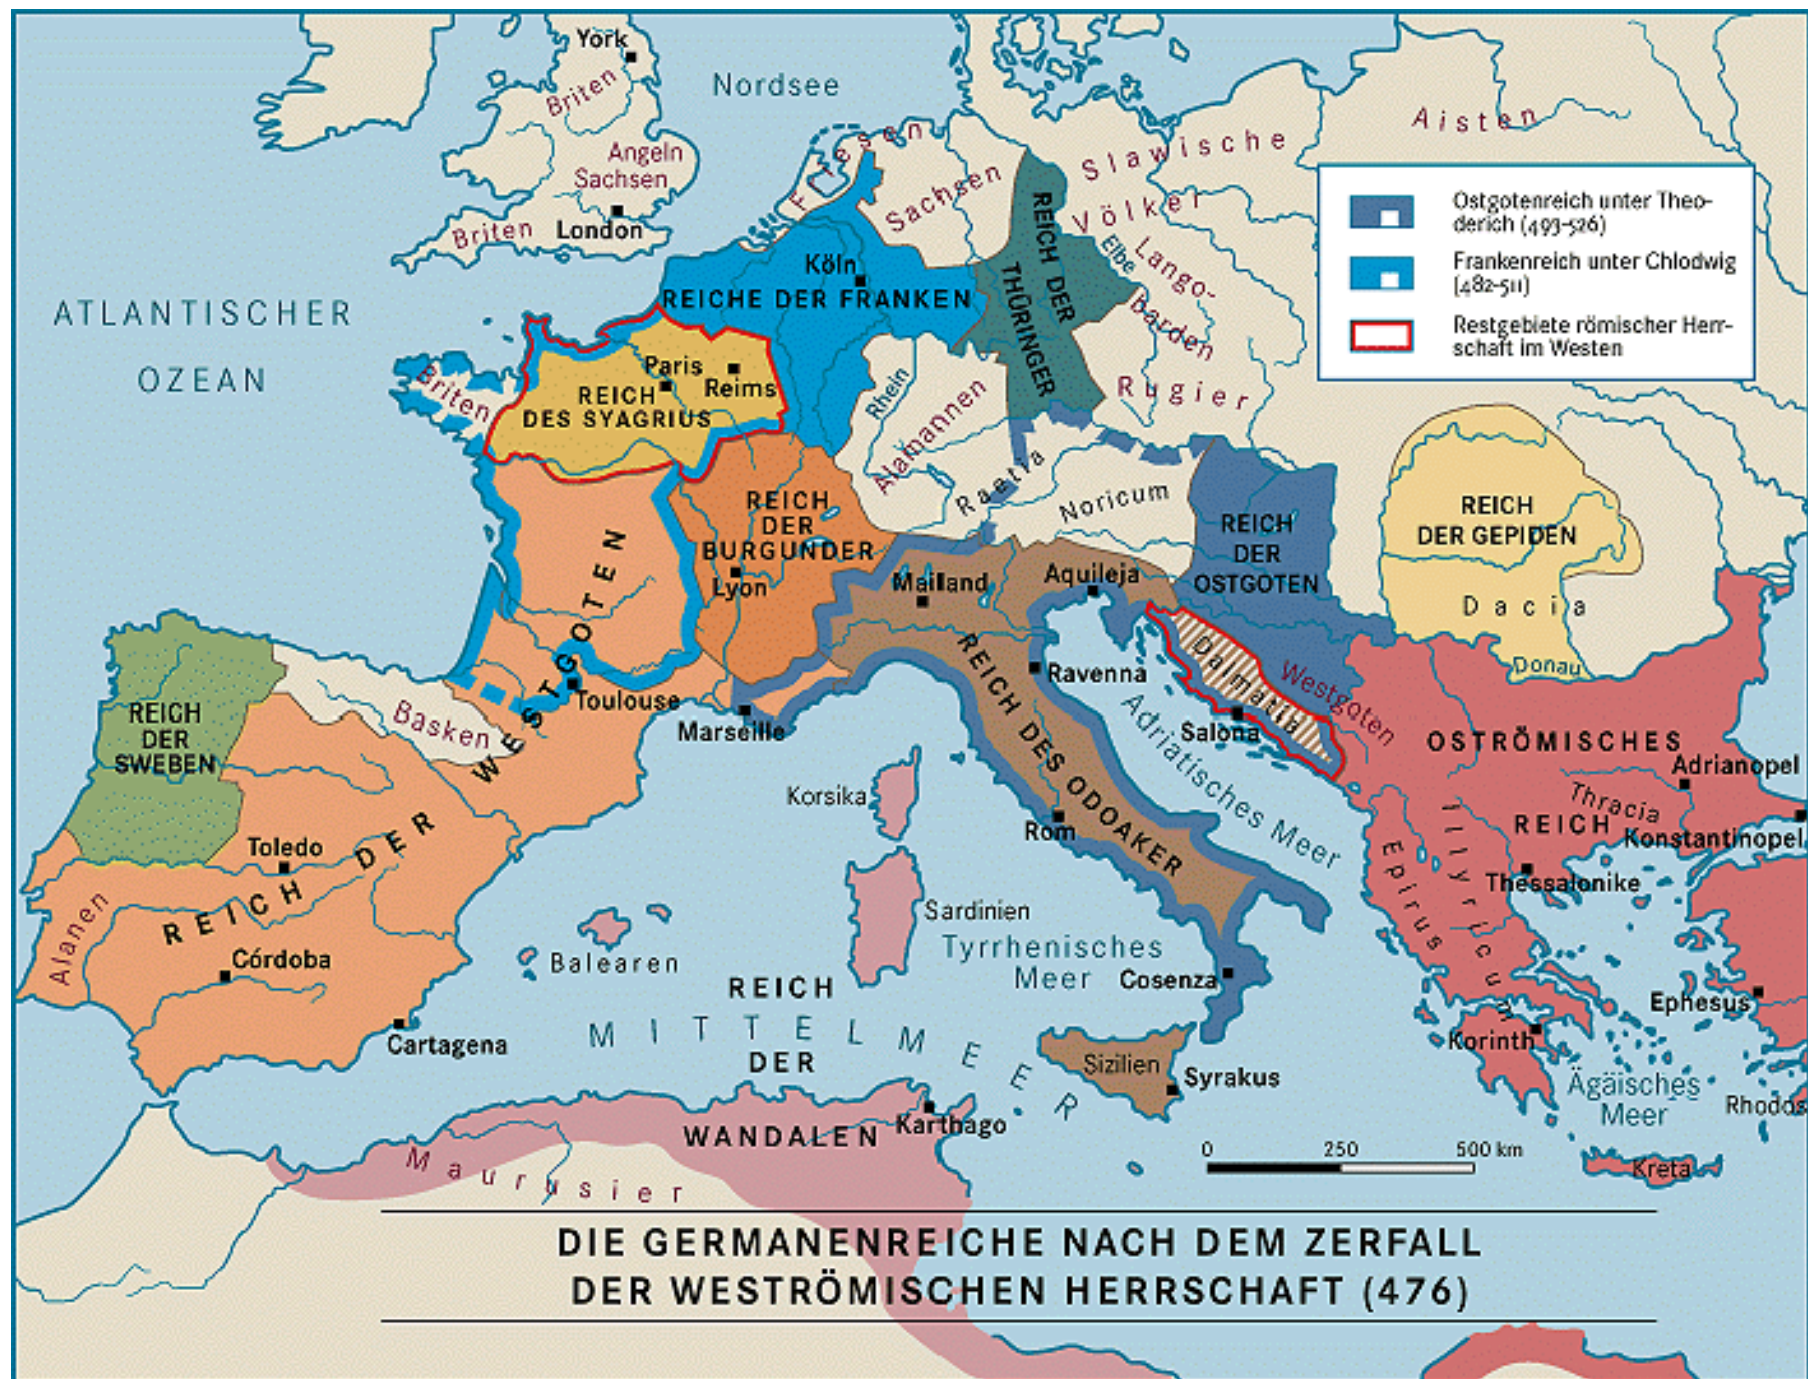 York
Nordsee
Briten
Angeln
Sachsen
London
Briten
Friesen
Sachsen
Slawische
Völker
Aisten
Elbe
Lango-
barden
Rugier
Ostgotenreich unter Theo-
derich (493-526)
Frankenreich unter Chlodwig
(482-511)
Restgebiete römischer Herr-
schaft im Westen
ATLANTISCHER
OZEAN
Köln
REICHE DER FRANKEN
REICH DER
THÜRINGER
Briten
Paris
Reims
REICH
DES SYAGRIUS
Rhein
Alamannen
Raetia
Noricum
REICH
DER
BURGUNDER
Lyon
REICH
DER
OSTGOTEN
REICH
DER GEPIDEN
Dacia
Donau
Mailand
Aquileja
Ravenna
Dalmatia
Westgoten
Salona
Adriatisches Meer
REICH DES ODOAKER
Rom
REICH
DER
SWEBEN
Basken
Toulouse
Marseille
REICH DER WESTGOTEN
Toledo
Alanen
Córdoba
Cartagena
Korsika
Sardinien
Balearen
Tyrrhenisches
Meer
Cosenza
OSTRÖMISCHES
REICH
Adrianopel
Thracia
Konstantinopel
Thessalonike
Illyricum
Epirus
Ephesus
Korinth
Ägäisches
Meer
Rhodos
Kreta
REICH
MITTELMEER
DER
WANDALEN
Karthago
Sizilien
Syrakus
Maurusier
0 250 500 km
DIE GERMANENREICHE NACH DEM ZERFALL
DER WESTRÖMISCHEN HERRSCHAFT (476)